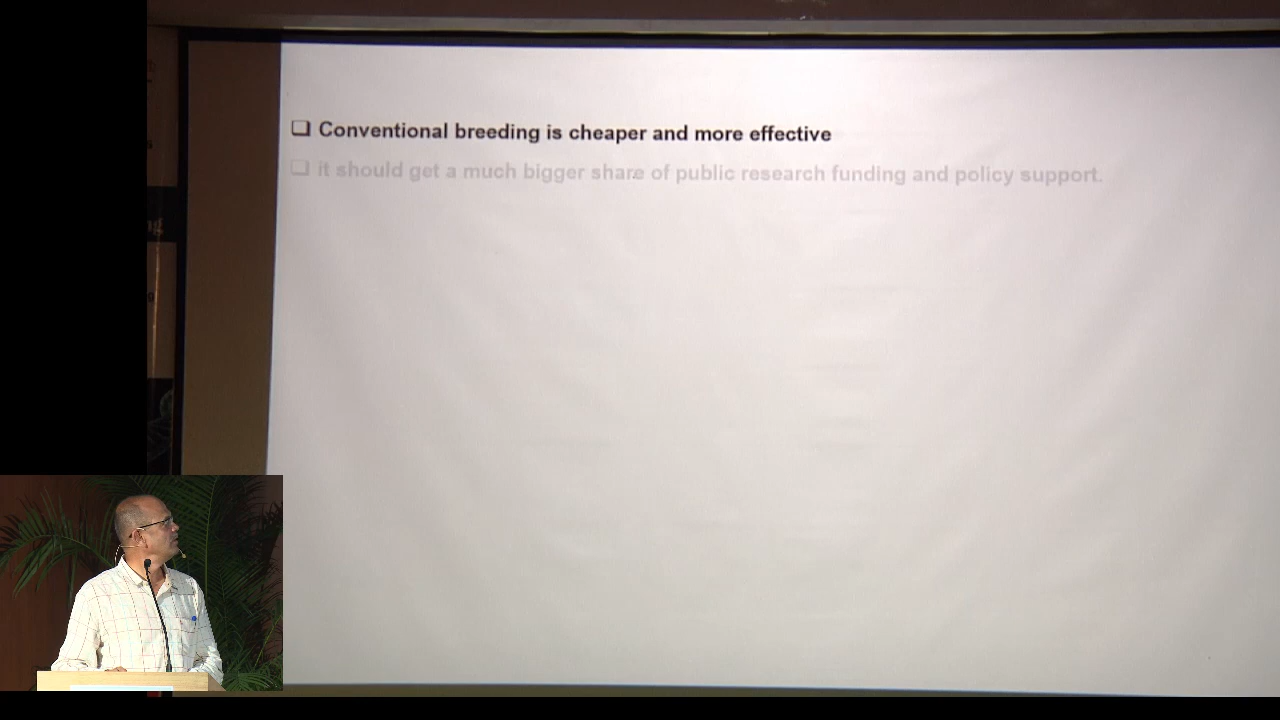 Conventional breeding is cheaper and more effective
it should get a much bigger share of public research funding and policy support.